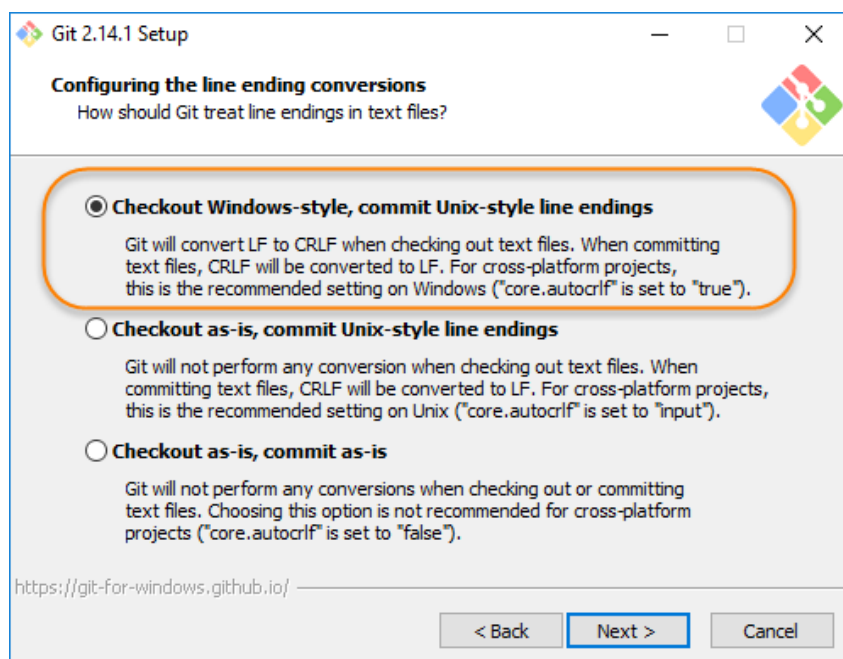 Git 2.14.1 Setup
Configuring the line ending conversions
How should Git treat line endings in text files?
Checkout Windows-style, commit Unix-style line endings
Git will convert LF to CRLF when checking out text files. When committing
text files, CRLF will be converted to LF. For cross-platform projects,
this is the recommended setting on Windows ("core.autocrlf" is set to "true").
Checkout as-is, commit Unix-style line endings
Git will not perform any conversion when checking out text files. When
committing text files, CRLF will be converted to LF. For cross-platform projects,
this is the recommended setting on Unix ("core.autocrlf" is set to "input").
Checkout as-is, commit as-is
Git will not perform any conversions when checking out or committing
text files. Choosing this option is not recommended for cross-platform
projects ("core.autocrlf" is set to "false").
https://git-for-windows.github.io/
< Back Next > Cancel